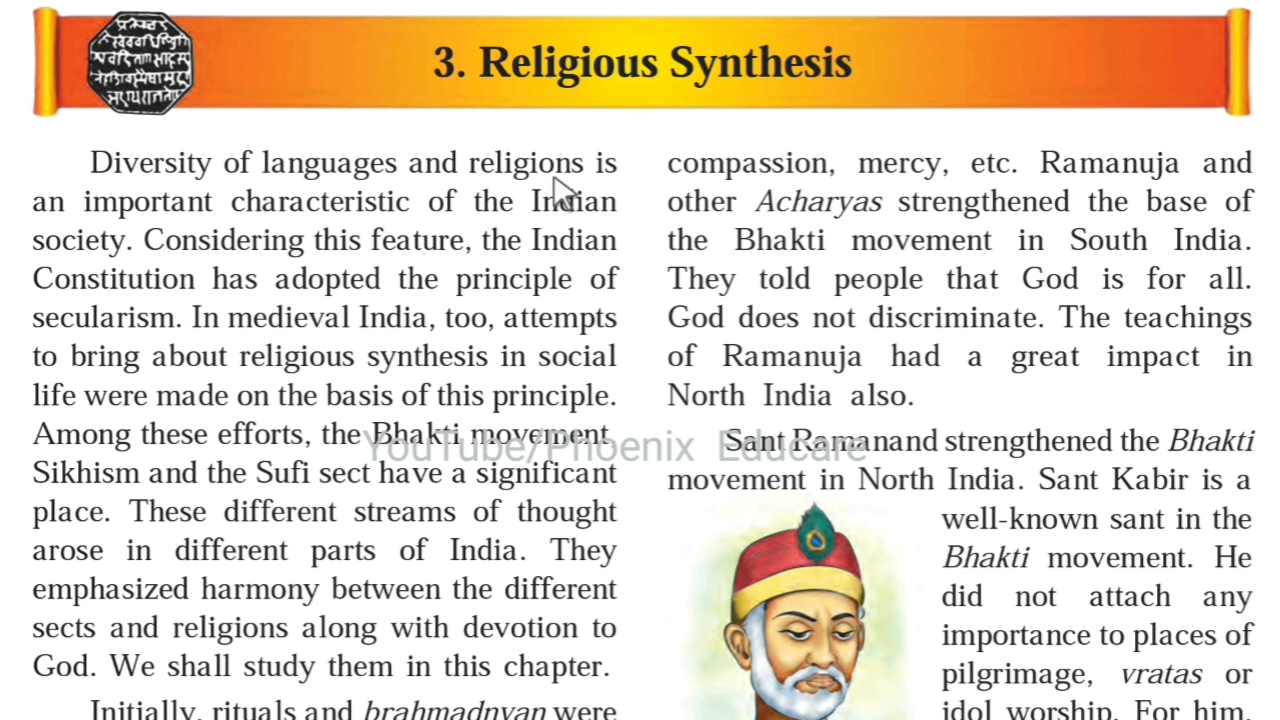 3. Religious Synthesis
Diversity of languages and religions is
an important characteristic of the Indian
society. Considering this feature, the Indian
Constitution has adopted the principle of
secularism. In medieval India, too, attempts
to bring about religious synthesis in social
life were made on the basis of this principle.
Among these efforts, the Bhakti movement,
Sikhism and the Sufi sect have a significant
place. These different streams of thought
arose in different parts of India. They
emphasized harmony between the different
sects and religions along with devotion to
God. We shall study them in this chapter.
Initially, rituals and brahmadnyan were
compassion, mercy, etc. Ramanuja and
other Acharyas strengthened the base of
the Bhakti movement in South India.
They told people that God is for all.
God does not discriminate. The teachings
of Ramanuja had a great impact in
North India also.
Sant Ramanand strengthened the Bhakti
movement in North India. Sant Kabir is a
well-known sant in the
Bhakti movement. He
did not attach any
importance to places of
pilgrimage, vratas or
idol worship. For him,
YouTube/Phoenix Educare